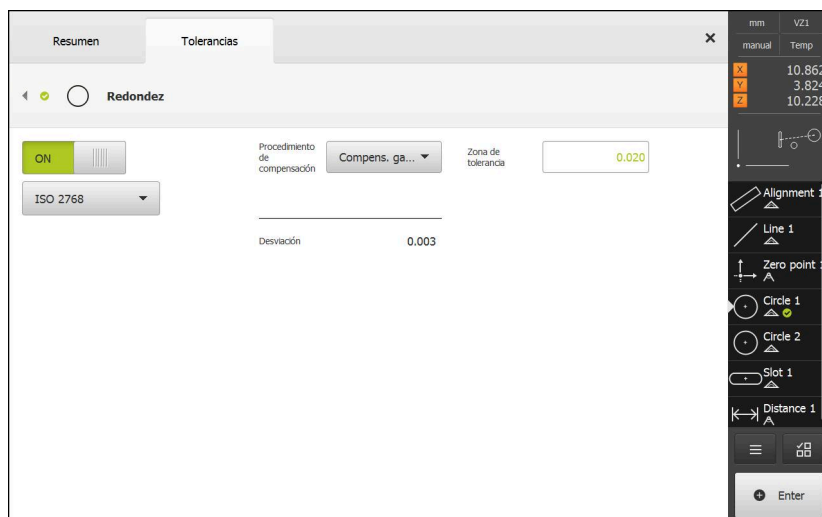 Resumen
Tolerancias
Redondez
ON
ISO 2768
Procedimiento
de
compensación
Compens. ga...
Zona de
tolerancia
0.020
Desviación
0.003
mm
VZ1
manual
Temp
X
10.862
Y
3.824
Z
10.228
Alignment 1
Line 1
Zero point
Circle 1
Circle 2
Slot 1
Distance 1
Enter